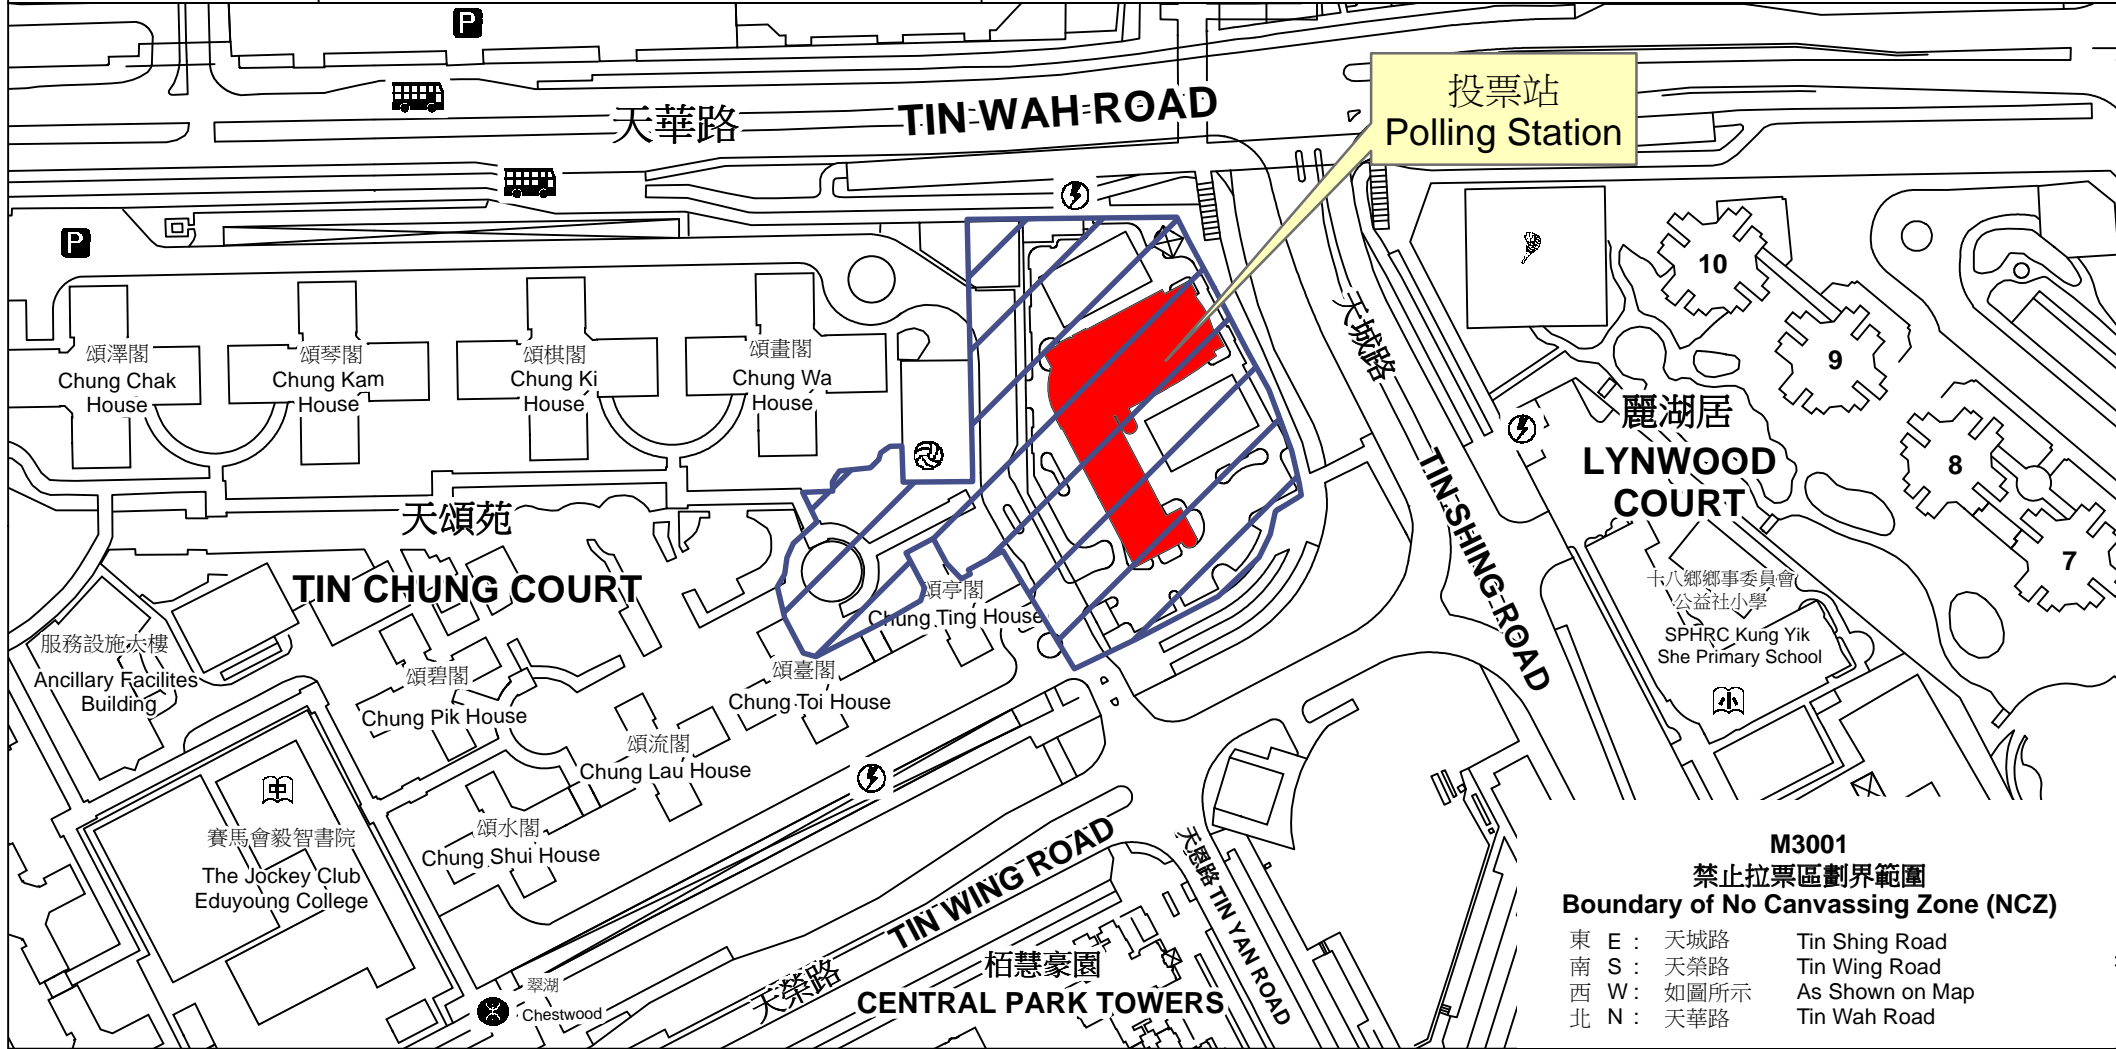 P
天華路
TIN WAH ROAD
投票站
Polling Station
P
頌澤閣
Chung Chak
House
頌琴閣
Chung Kam
House
頌棋閣
Chung Ki
House
頌畫閣
Chung Wa
House
天城路
TIN SHING ROAD
10
9
8
7
麗湖居
LYNWOOD
COURT
天頌苑
TIN CHUNG COURT
頌亭閣
Chung Ting House
十八鄉鄉事委員會
公益社小學
SPHRC Kung Yik
She Primary School
小
服務設施大樓
Ancillary Facilites
Building
頌碧閣
Chung Pik House
頌臺閣
Chung Toi House
頌流閣
Chung Lau House
中
賽馬會毅智書院
The Jockey Club
Eduyoung College
頌水閣
Chung Shui House
天榮路
TIN WING ROAD
天恩路 TIN YAN ROAD
栢慧豪園
CENTRAL PARK TOWERS
翠湖
Chestwood
M3001
禁止拉票區劃界範圍
Boundary of No Canvassing Zone (NCZ)
東 E : 天城路 Tin Shing Road
南 S : 天榮路 Tin Wing Road
西 W : 如圖所示 As Shown on Map
北 N : 天華路 Tin Wah Road